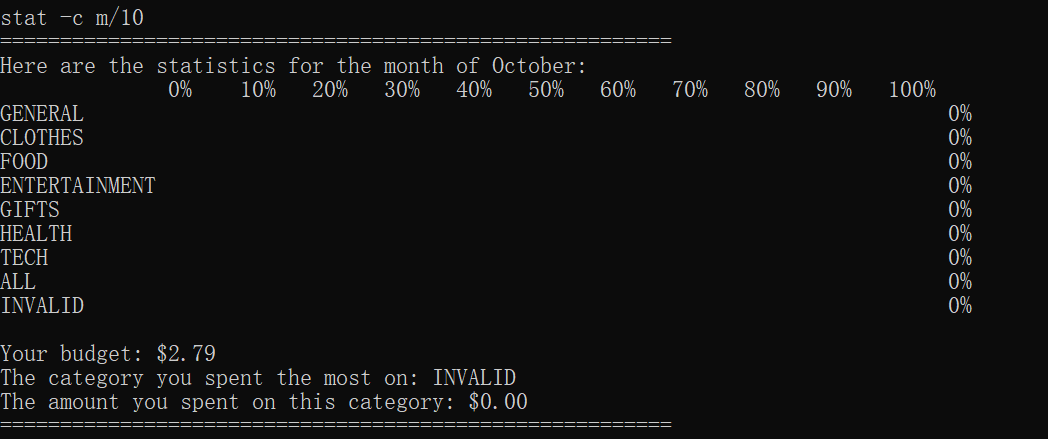 stat -c m/10
========================================================
Here are the statistics for the month of October:
0% 10% 20% 30% 40% 50% 60% 70% 80% 90% 100%
GENERAL 0%
CLOTHES 0%
FOOD 0%
ENTERTAINMENT 0%
GIFTS 0%
HEALTH 0%
TECH 0%
ALL 0%
INVALID 0%
Your budget: $2.79
The category you spent the most on: INVALID
The amount you spent on this category: $0.00
========================================================